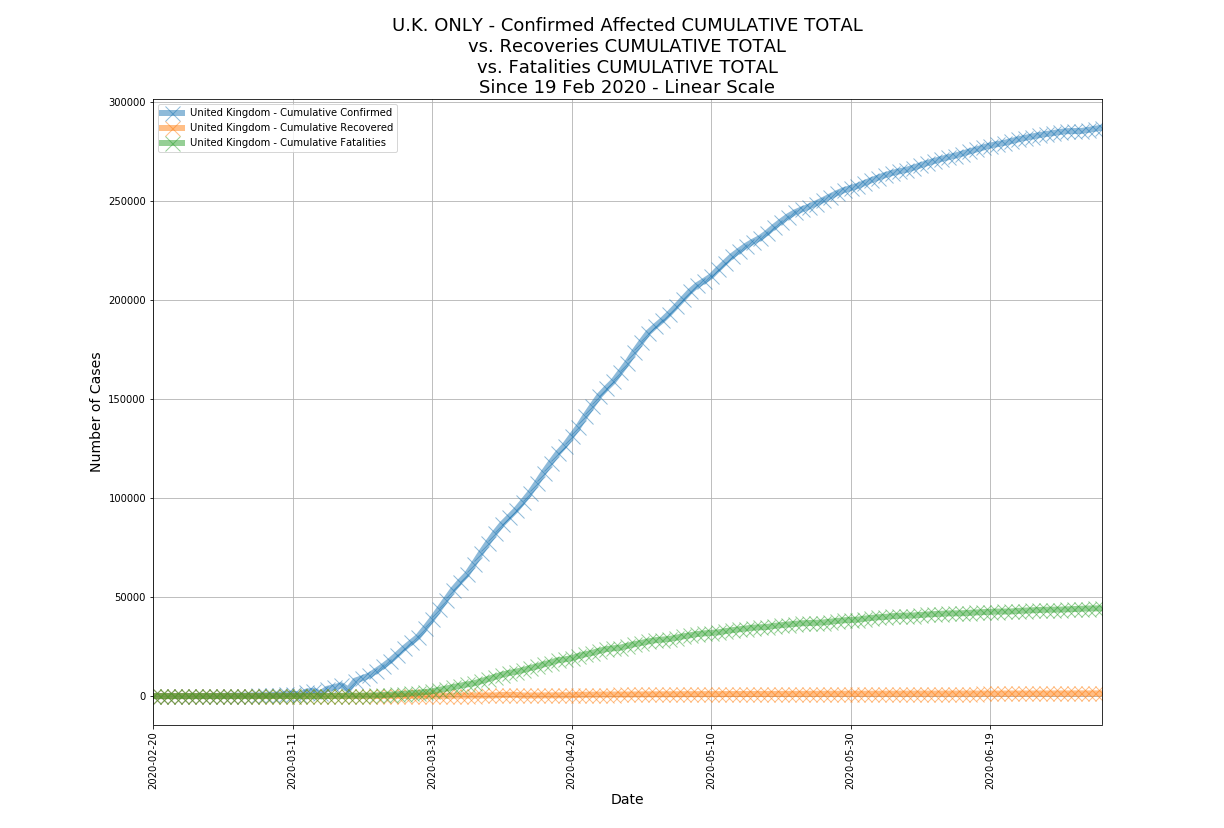 U.K. ONLY - Confirmed Affected CUMULATIVE TOTAL
vs. Recoveries CUMULATIVE TOTAL
vs. Fatalities CUMULATIVE TOTAL
Since 19 Feb 2020 - Linear Scale
United Kingdom - Cumulative Confirmed
United Kingdom - Cumulative Recovered
United Kingdom - Cumulative Fatalities
Number of Cases
300000
250000
200000
150000
100000
50000
0
2020-02-20
2020-03-11
2020-03-31
2020-04-20
2020-05-10
2020-05-30
2020-06-19
Date